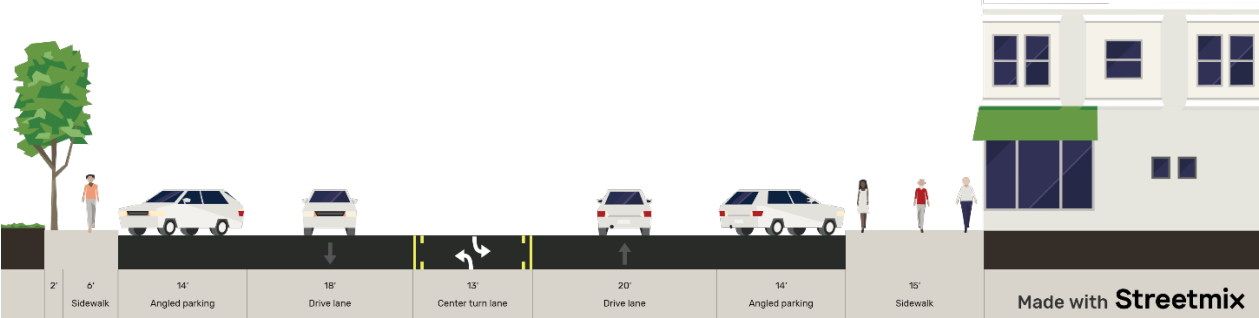 2' 6' 14' 18' 13' 20' 14' 15'
Sidewalk Angled parking Drive lane Center turn lane Drive lane Angled parking Sidewalk
Made with Streetmix